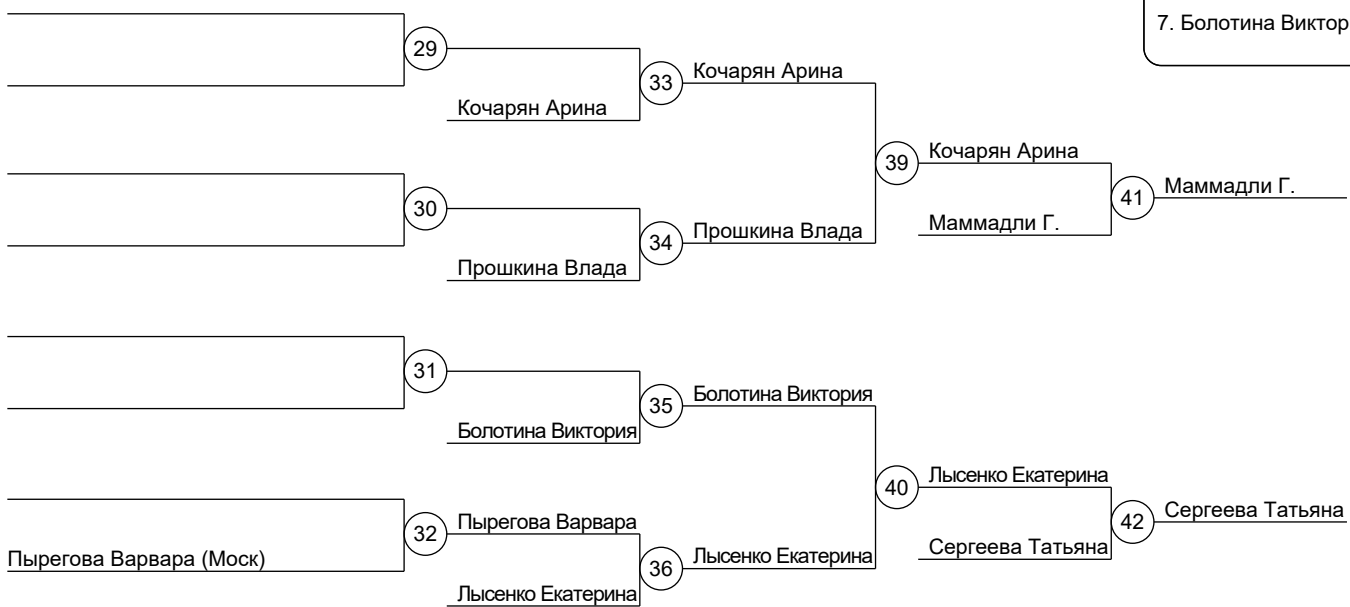 7. Болотина Виктор
29
33
Кочарян Арина
Кочарян Арина
39
Кочарян Арина
41
Маммадли Г.
30
34
Прошкина Влада
Маммадли Г.
Прошкина Влада
31
35
Болотина Виктория
Болотина Виктория
40
Лысенко Екатерина
42
Сергеева Татьяна
32
Пырегова Варвара
Сергеева Татьяна
Пырегова Варвара (Моск)
36
Лысенко Екатерина
Лысенко Екатерина